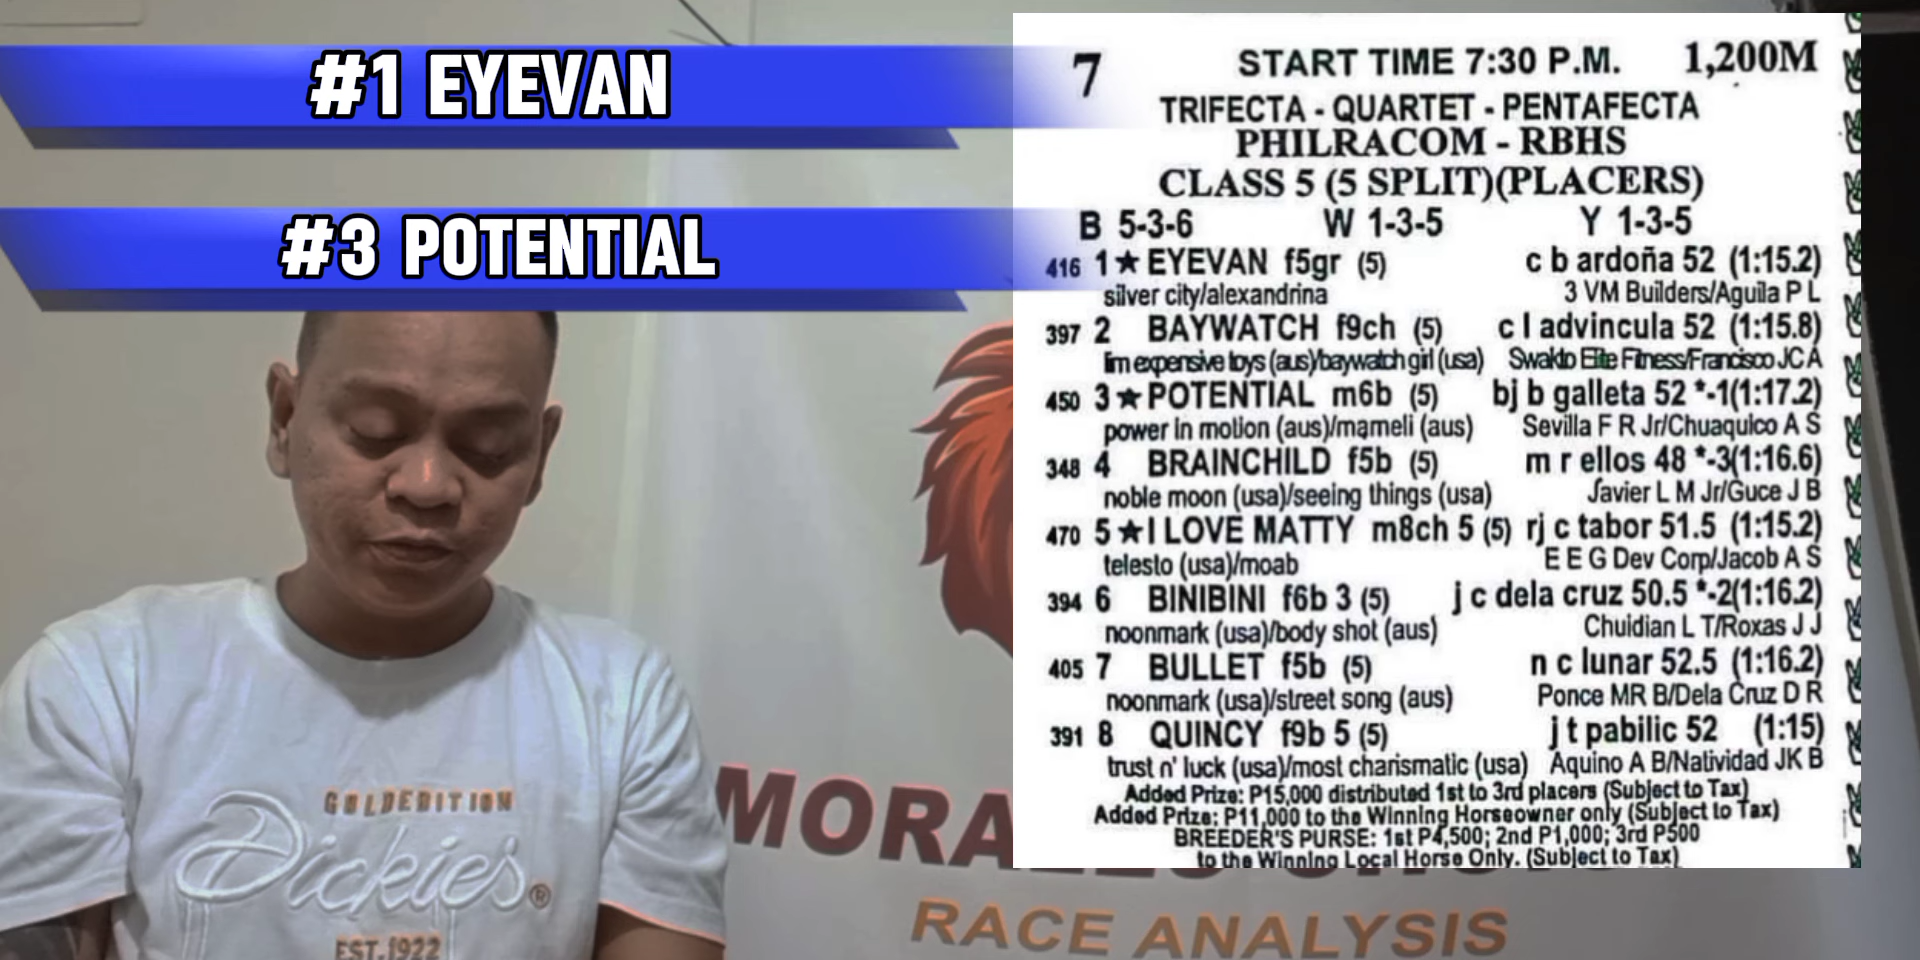 #1 EYEVAN
#3 POTENTIAL
7 START TIME 7:30 P.M. 1,200M
TRIFECTA - QUARTET - PENTAFECTA
PHILRACOM - RBHS
CLASS 5 (5 SPLIT)(PLACERS)
B 5-3-6 W 1-3-5 Y 1-3-5
416 1★EYEVAN f5gr (5) c b ardoña 52 (1:15.2)
silver city/alexandrina 3 VM Builders/Aguila P L
397 2 BAYWATCH f9ch (5) c l advincula 52 (1:15.8)
lim expensive toys (aus)/baywatch girl (usa) Swakto Elite Fitness/Francisco JC A
450 3★POTENTIAL m6b (5) bj b galleta 52 *-1(1:17.2)
power in motion (aus)/mameli (aus) Sevilla F R Jr/Chuaquico A S
348 4 BRAINCHILD f5b (5) m r ellos 48 *-3(1:16.6)
noble moon (usa)/seeing things (usa) Javier L M Jr/Guce J B
470 5★I LOVE MATTY m8ch 5 (5) rj c tabor 51.5 (1:15.2)
telesto (usa)/moab E E G Dev Corp/Jacob A S
394 6 BINIBINI f6b 3 (5) j c dela cruz 50.5 *-2(1:16.2)
noonmark (usa)/body shot (aus) Chuidian L T/Roxas J J
405 7 BULLET f5b (5) n c lunar 52.5 (1:16.2)
noonmark (usa)/street song (aus) Ponce MR B/Dela Cruz D R
391 8 QUINCY f9b 5 (5) j t pabilic 52 (1:15)
trust n' luck (usa)/most charismatic (usa) Aquino A B/Natividad JK B
Added Prize: P15,000 distributed 1st to 3rd placers (Subject to Tax)
Added Prize: P11,000 to the Winning Horseowner only (Subject to Tax)
BREEDER'S PURSE: 1st P4,500; 2nd P1,000; 3rd P500
to the Winning Local Horse Only. (Subject to Tax)
GOLDEDITION
Dickies®
EST.1922
RACE ANALYSIS